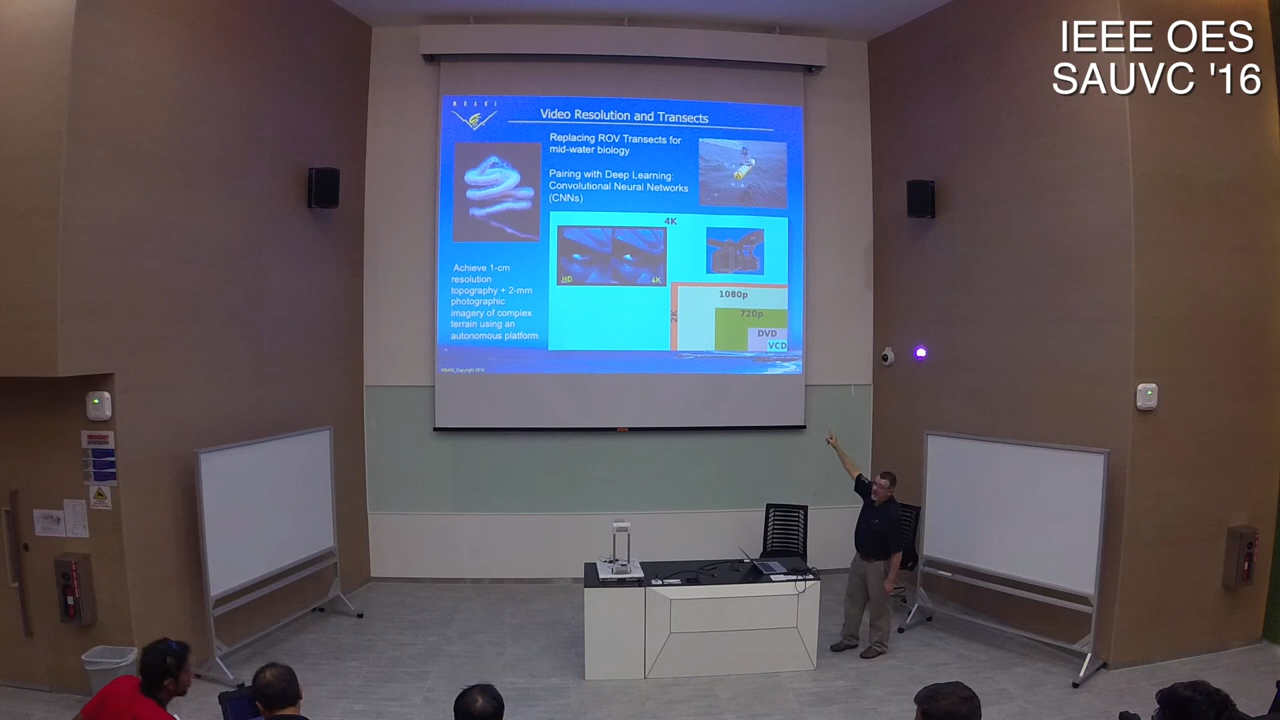 IEEE OES
SAUVC '16
Video Resolution and Transects
Replacing ROV Transects for
mid-water biology
Pairing with Deep Learning:
Convolutional Neural Networks
(CNNs)
4K
HD
4K
1080p
2K
720p
DVD
VCD
Achieve 1-cm
resolution
topography + 2-mm
photographic
imagery of complex
terrain using an
autonomous platform